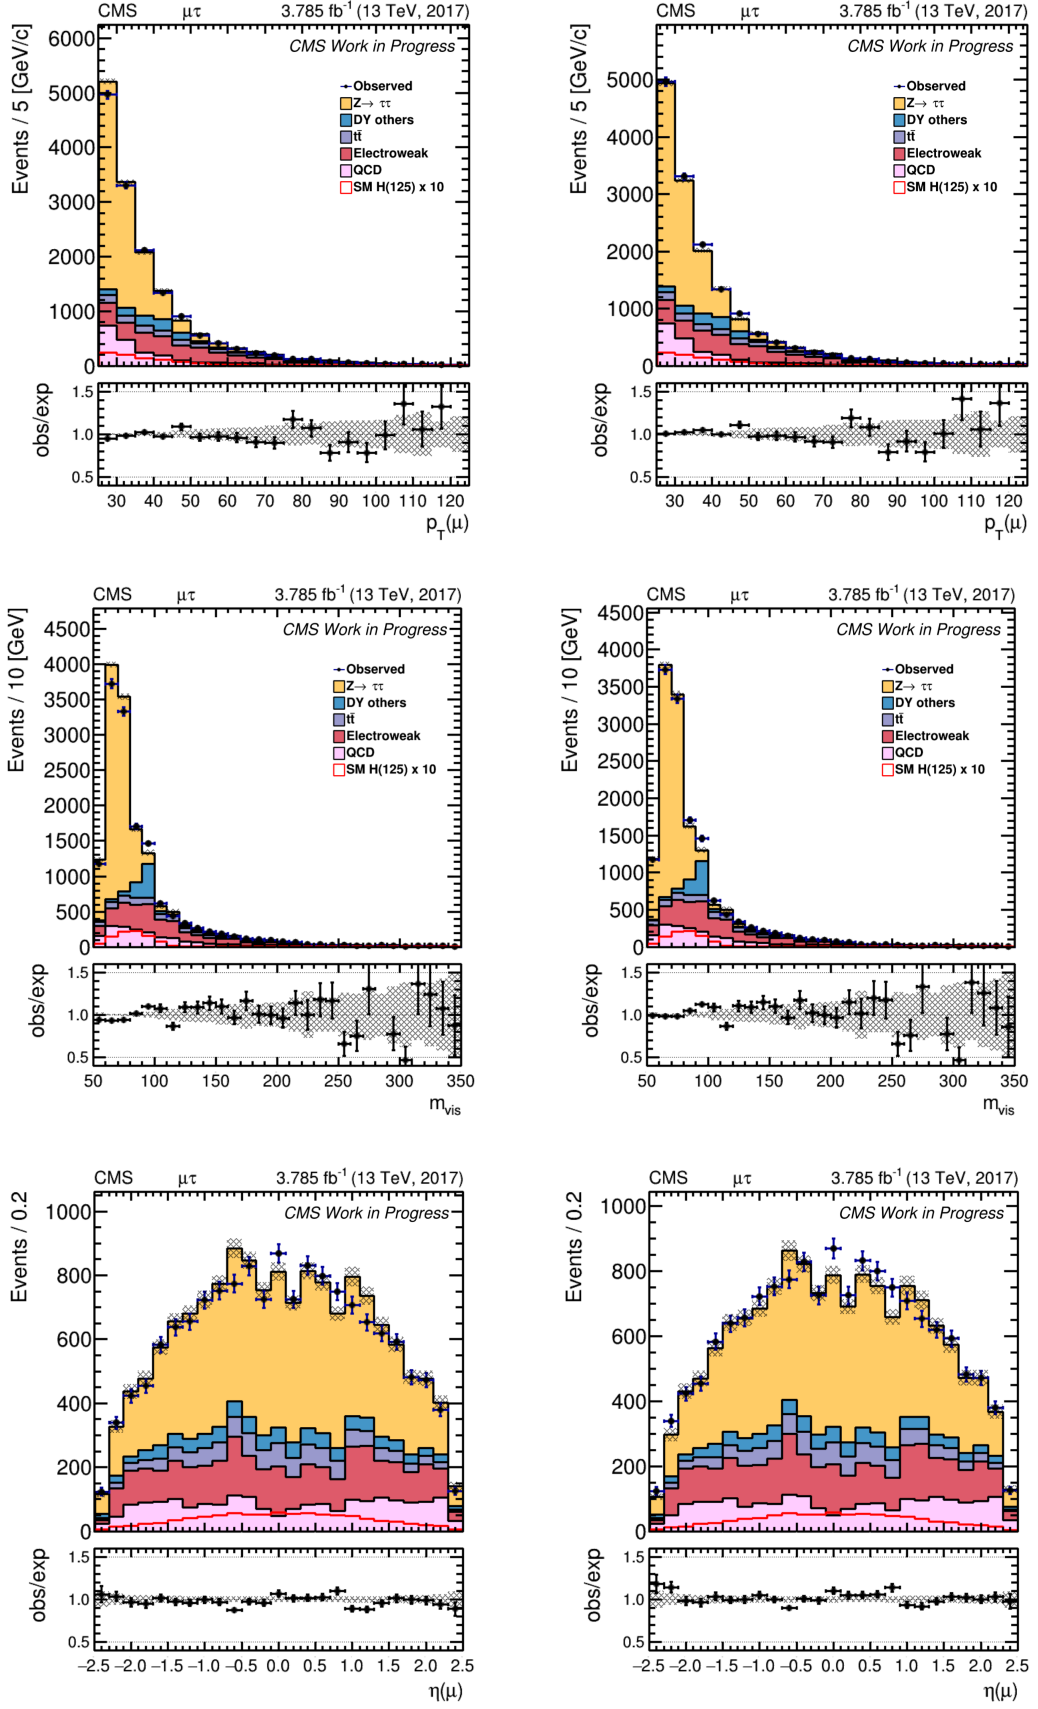 CMS μτ 3.785 fb⁻¹ (13 TeV, 2017)
CMS Work in Progress
Events / 5 [GeV/c]
6000
5000
4000
3000
2000
1000
0
Observed
Z→ ττ
DY others
tt̄
Electroweak
QCD
SM H(125) x 10
obs/exp
1.5
1.0
0.5
30 40 50 60 70 80 90 100 110 120
p_T(μ)
CMS μτ 3.785 fb⁻¹ (13 TeV, 2017)
CMS Work in Progress
Events / 5 [GeV/c]
5000
4000
3000
2000
1000
0
Observed
Z→ ττ
DY others
tt̄
Electroweak
QCD
SM H(125) x 10
obs/exp
1.5
1.0
0.5
30 40 50 60 70 80 90 100 110 120
p_T(μ)
CMS μτ 3.785 fb⁻¹ (13 TeV, 2017)
CMS Work in Progress
Events / 10 [GeV]
4500
4000
3500
3000
2500
2000
1500
1000
500
0
Observed
Z→ ττ
DY others
tt̄
Electroweak
QCD
SM H(125) x 10
obs/exp
1.5
1.0
0.5
50 100 150 200 250 300 350
m_vis
CMS μτ 3.785 fb⁻¹ (13 TeV, 2017)
CMS Work in Progress
Events / 10 [GeV]
4500
4000
3500
3000
2500
2000
1500
1000
500
0
Observed
Z→ ττ
DY others
tt̄
Electroweak
QCD
SM H(125) x 10
obs/exp
1.5
1.0
0.5
50 100 150 200 250 300 350
m_vis
CMS μτ 3.785 fb⁻¹ (13 TeV, 2017)
CMS Work in Progress
Events / 0.2
1000
800
600
400
200
0
obs/exp
1.5
1.0
0.5
−2.5 −2.0 −1.5 −1.0 −0.5 0.0 0.5 1.0 1.5 2.0 2.5
η(μ)
CMS μτ 3.785 fb⁻¹ (13 TeV, 2017)
CMS Work in Progress
Events / 0.2
1000
800
600
400
200
0
obs/exp
1.5
1.0
0.5
−2.5 −2.0 −1.5 −1.0 −0.5 0.0 0.5 1.0 1.5 2.0 2.5
η(μ)